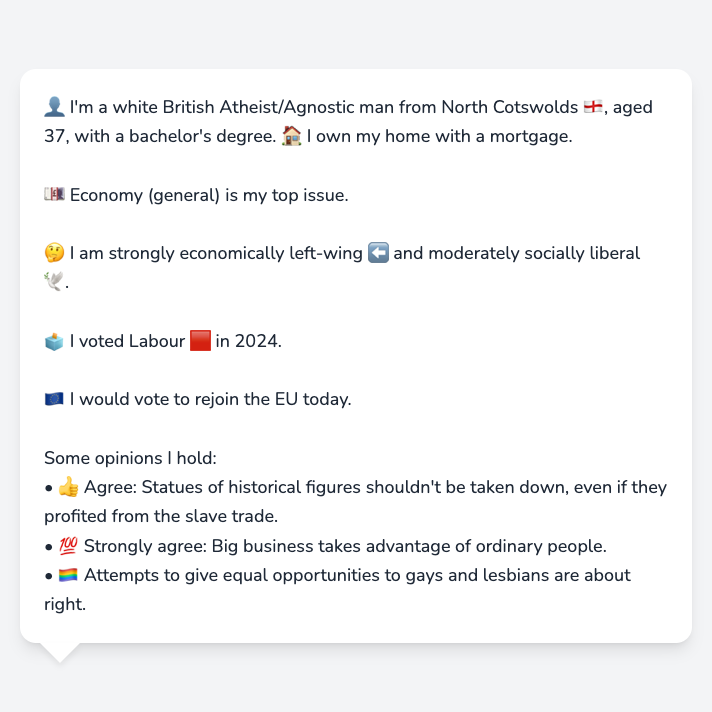 👤 I'm a white British Atheist/Agnostic man from North Cotswolds 🏴󠁧󠁢󠁥󠁮󠁧󠁿, aged
37, with a bachelor's degree. 🏠 I own my home with a mortgage.
💷 Economy (general) is my top issue.
🤔 I am strongly economically left-wing ⬅️ and moderately socially liberal
🕊️.
🗳️ I voted Labour 🟥 in 2024.
🇪🇺 I would vote to rejoin the EU today.
Some opinions I hold:
• 👍 Agree: Statues of historical figures shouldn't be taken down, even if they
profited from the slave trade.
• 💯 Strongly agree: Big business takes advantage of ordinary people.
• 🏳️‍🌈 Attempts to give equal opportunities to gays and lesbians are about
right.